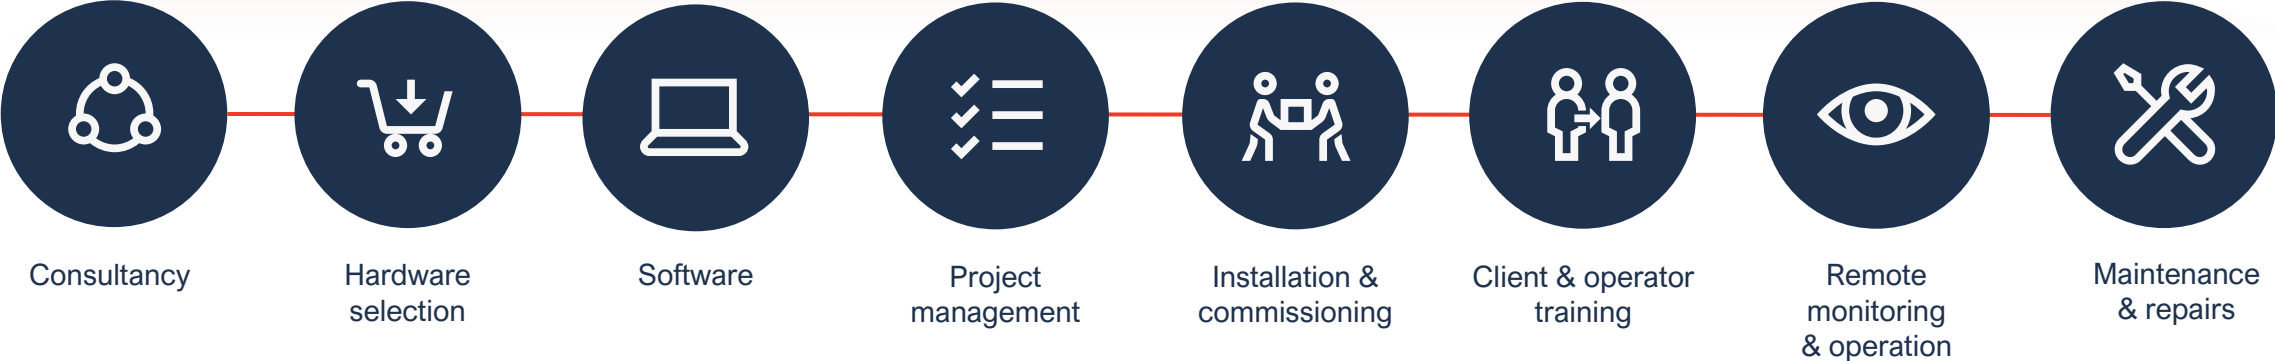 Consultancy
Hardware
selection
Software
Project
management
Installation &
commissioning
Client & operator
training
Remote
monitoring
& operation
Maintenance
& repairs